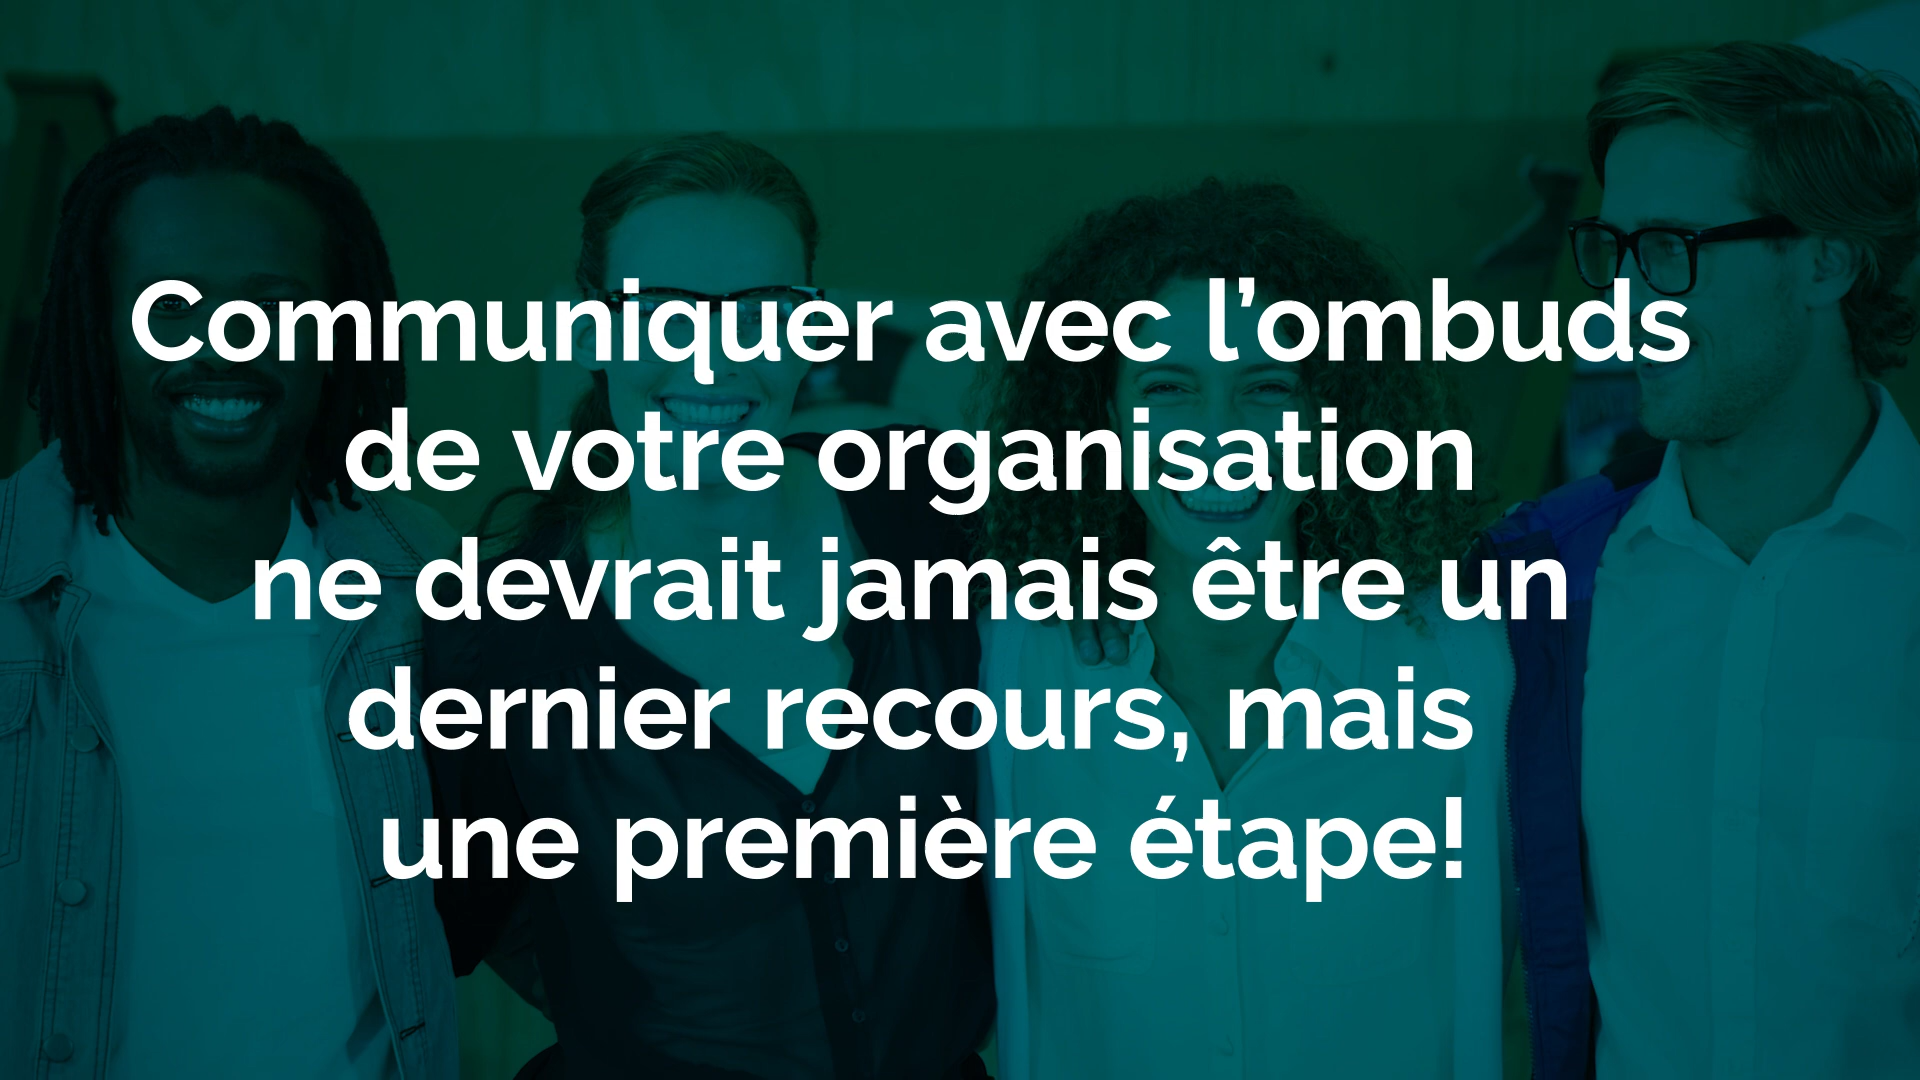 Communiquer avec l’ombuds
de votre organisation
ne devrait jamais être un
dernier recours, mais
une première étape!